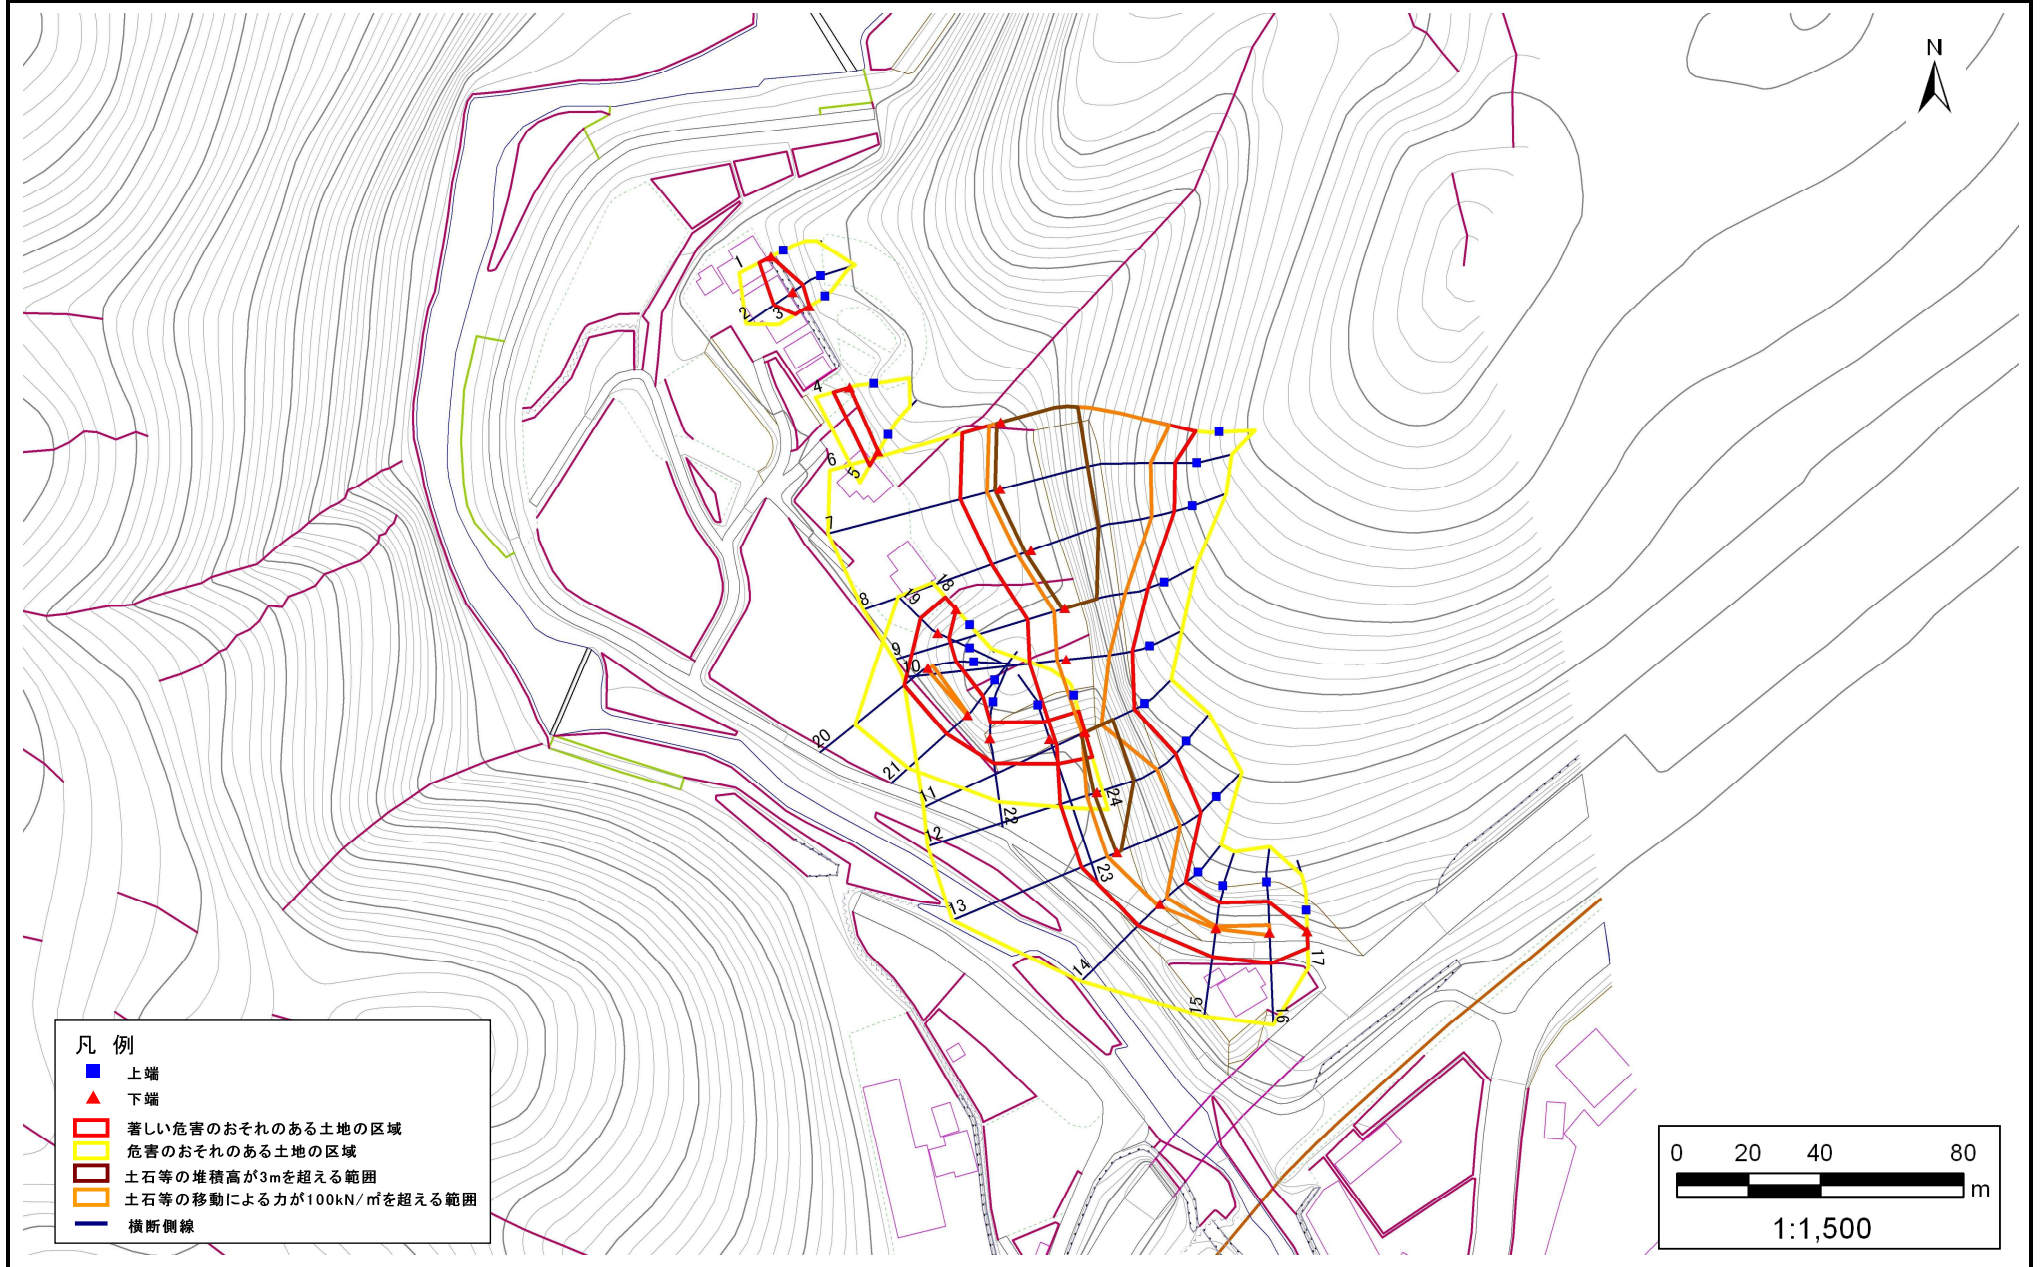 N
1
2
3
4
5
6
7
8
18
19
9
10
20
21
11
22
24
12
23
13
14
15
16
17
凡 例
上端
下端
著しい危害のおそれのある土地の区域
危害のおそれのある土地の区域
土石等の堆積高が3mを超える範囲
土石等の移動による力が100kN/㎡を超える範囲
横断側線
0 20 40 80
m
1:1,500